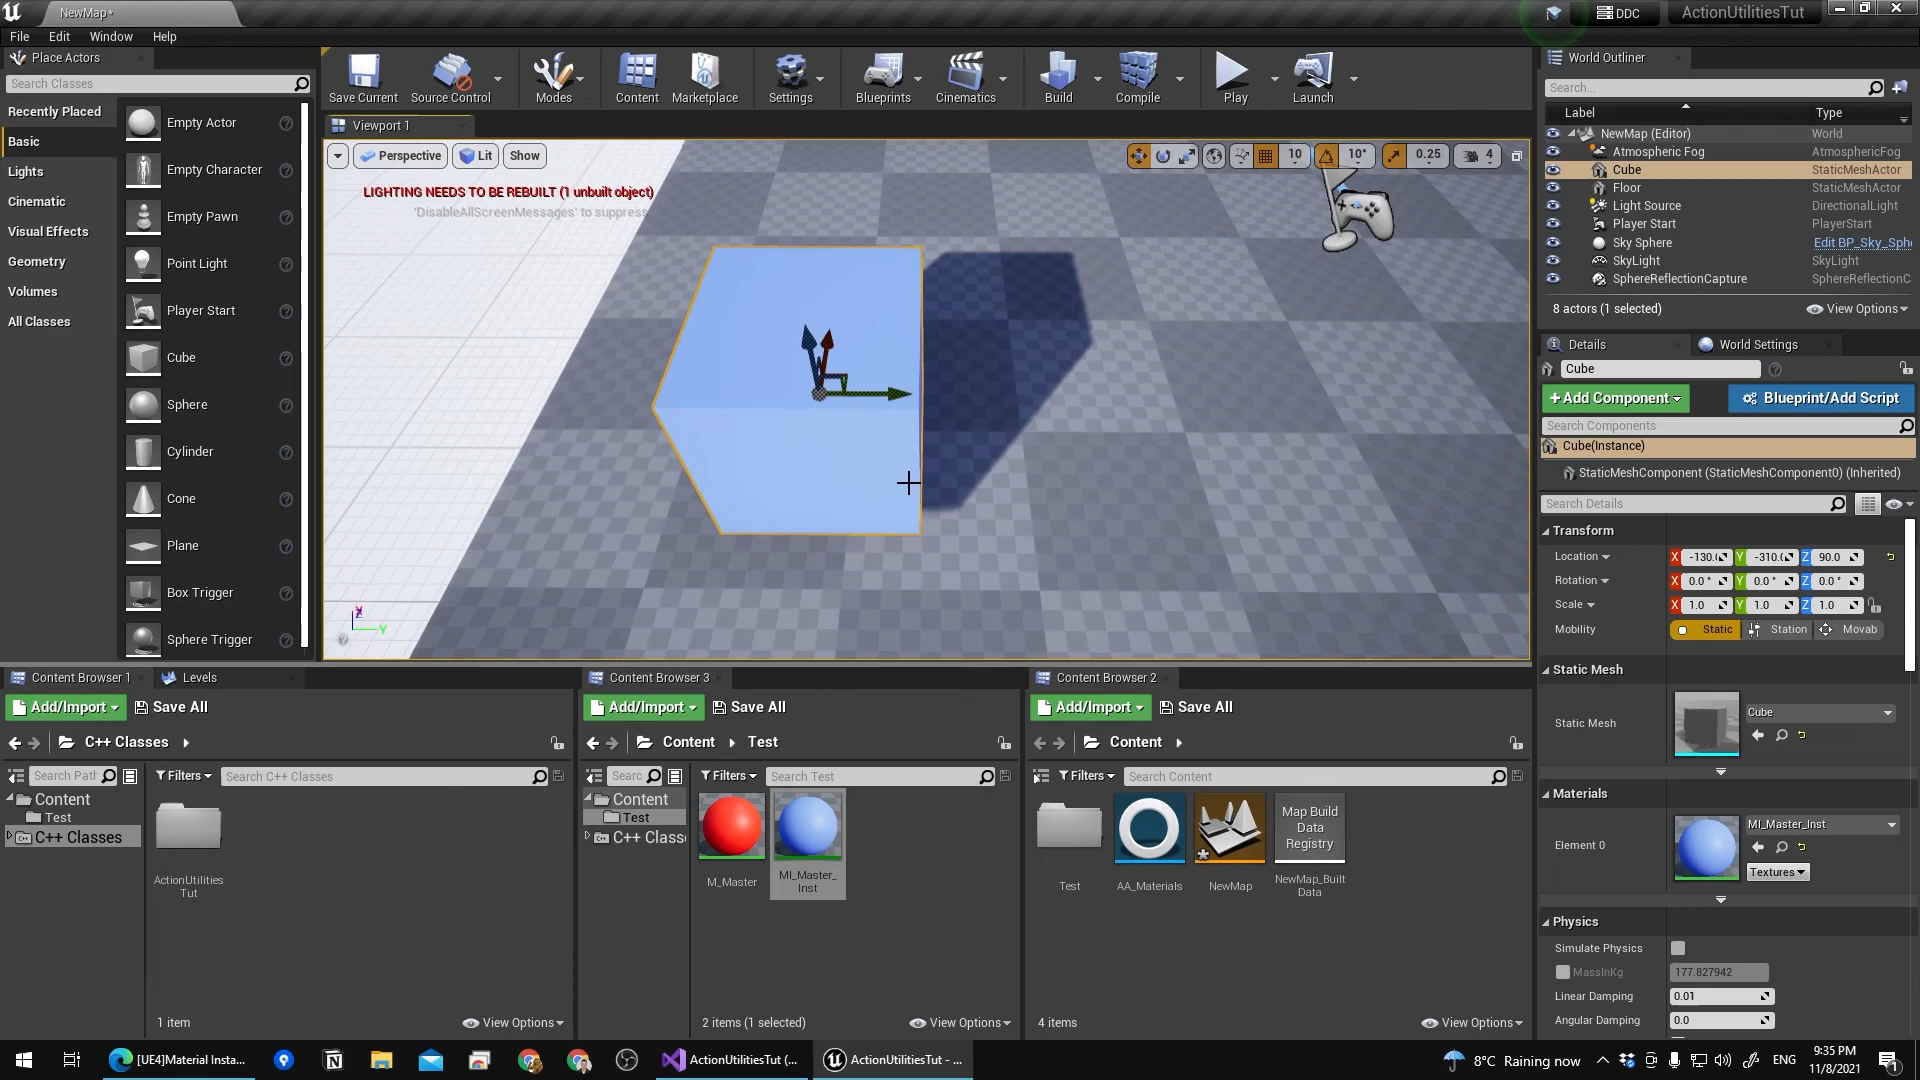 NewMap*
DDC
ActionUtilitiesTut
File Edit Window Help
Place Actors
Search Classes
Recently Placed
Basic
Lights
Cinematic
Visual Effects
Geometry
Volumes
All Classes
Empty Actor
Empty Character
Empty Pawn
Point Light
Player Start
Cube
Sphere
Cylinder
Cone
Plane
Box Trigger
Sphere Trigger
Save Current
Source Control
Modes
Content
Marketplace
Settings
Blueprints
Cinematics
Build
Compile
Play
Launch
Viewport 1
Perspective Lit Show
10 10° 0.25 4
LIGHTING NEEDS TO BE REBUILT (1 unbuilt object)
'DisableAllScreenMessages' to suppress
X
Y
World Outliner
Search...
Label Type
NewMap (Editor) World
Atmospheric Fog AtmosphericFog
Cube StaticMeshActor
Floor StaticMeshActor
Light Source DirectionalLight
Player Start PlayerStart
Sky Sphere Edit BP_Sky_Sphe
SkyLight SkyLight
SphereReflectionCapture SphereReflectionC
8 actors (1 selected) View Options
Details World Settings
Cube
+Add Component Blueprint/Add Script
Search Components
Cube(Instance)
StaticMeshComponent (StaticMeshComponent0) (Inherited)
Search Details
Transform
Location X -130.( Y -310.( Z 90.0
Rotation X 0.0 ° Y 0.0 ° Z 0.0 °
Scale X 1.0 Y 1.0 Z 1.0
Mobility Static Station Movab
Static Mesh
Static Mesh Cube
Materials
Element 0 MI_Master_Inst
Textures
Physics
Simulate Physics
MassInKg 177.827942
Linear Damping 0.01
Angular Damping 0.0
Content Browser 1 Levels
Add/Import Save All
C++ Classes
Search Path Filters Search C++ Classes
Content
Test
C++ Classes
ActionUtilities
Tut
1 item View Options
Content Browser 3
Add/Import Save All
Content Test
Searc Filters Search Test
Content
Test
C++ Classe
M_Master
MI_Master_
Inst
2 items (1 selected) View Options
Content Browser 2
Add/Import Save All
Content
Filters Search Content
Map Build
Data
Registry
Test
AA_Materials
NewMap
NewMap_Built
Data
4 items View Options
[UE4]Material Insta...
ActionUtilitiesTut (...
ActionUtilitiesTut - ...
8°C Raining now
ENG
9:35 PM
11/8/2021
1